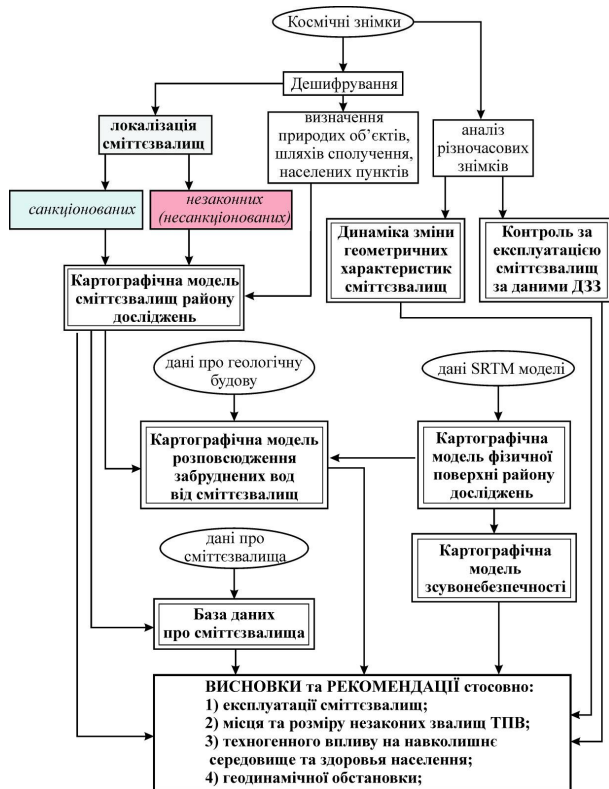 Космічні знімки
Дешифрування
локалізація
сміттєзвалищ
визначення
природих об’єктів,
шляхів сполучення,
населених пунктів
аналіз
різночасових
знімків
санкціонованих
незаконних
(несанкціонованих)
Динаміка зміни
геометричних
характеристик
сміттєзвалищ
Контроль за
експлуатацією
сміттєзвалищ
за даними ДЗЗ
Картографічна модель
сміттєзвалищ району
досліджень
дані про геологічну
будову
дані SRTM моделі
Картографічна модель
розповсюдження
забруднених вод
від сміттєзвалищ
Картографічна
модель фізичної
поверхні району
досліджень
дані про
сміттєзвалища
Картографічна
модель
зсувонебезпечності
База даних
про сміттєзвалища
ВИСНОВКИ та РЕКОМЕНДАЦІЇ стосовно:
1) експлуатації сміттєзвалищ;
2) місця та розміру незаконих звалищ ТПВ;
3) техногенного впливу на навколишнє
середовище та здоровья населення;
4) геодинамічної обстановки;